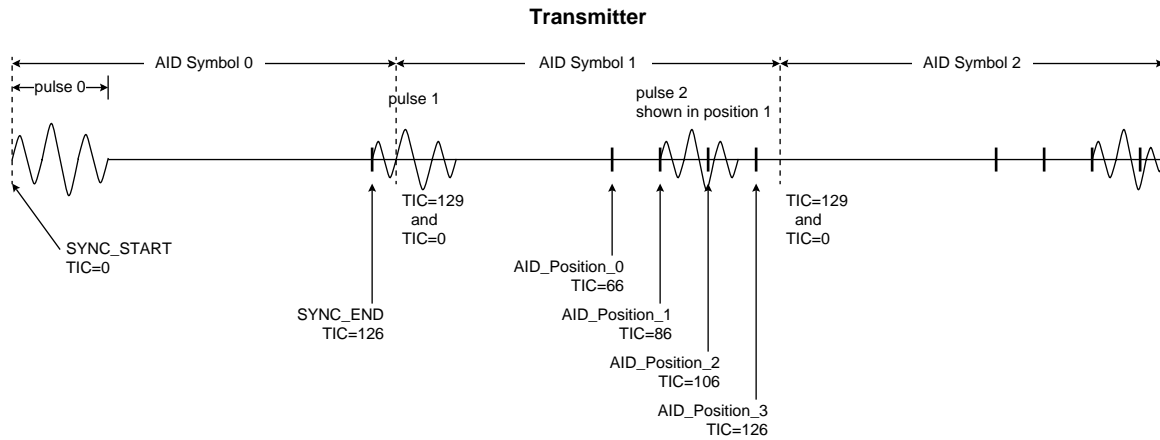 Transmitter
AID Symbol 0
AID Symbol 1
AID Symbol 2
pulse 0
pulse 1
pulse 2
shown in position 1
TIC=129
and
TIC=0
TIC=129
and
TIC=0
SYNC_START
TIC=0
SYNC_END
TIC=126
AID_Position_0
TIC=66
AID_Position_1
TIC=86
AID_Position_2
TIC=106
AID_Position_3
TIC=126